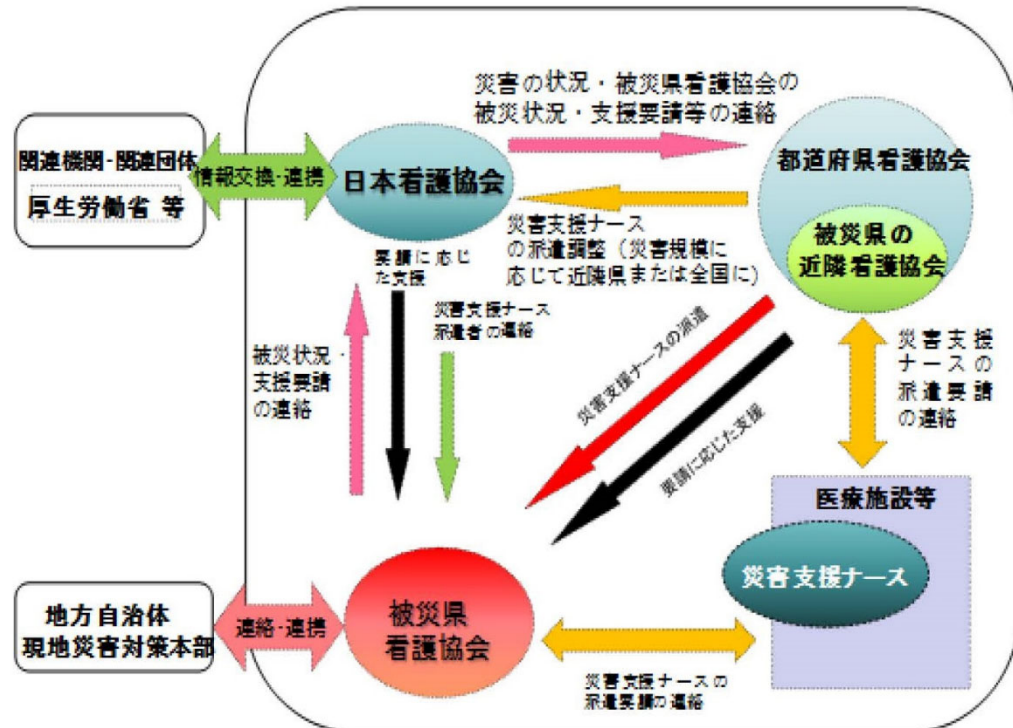 災害の状況・被災県看護協会の
被災状況・支援要請等の連絡
関連機関・関連団体
厚生労働省 等
情報交換・連携
日本看護協会
都道府県看護協会
被災県の
近隣看護協会
災害支援ナース
の派遣調整（災害規模に
応じて近隣県または全国に）
要請に応じ
た支援
災害支援ナース
派遣者の連絡
被災状況・
支援要請
の連絡
災害支援ナースの派遣
要請に応じた支援
災害支援
ナースの
派遣要請
の連絡
医療施設等
災害支援ナース
地方自治体
現地災害対策本部
連絡・連携
被災県
看護協会
災害支援ナースの
派遣要請の連絡